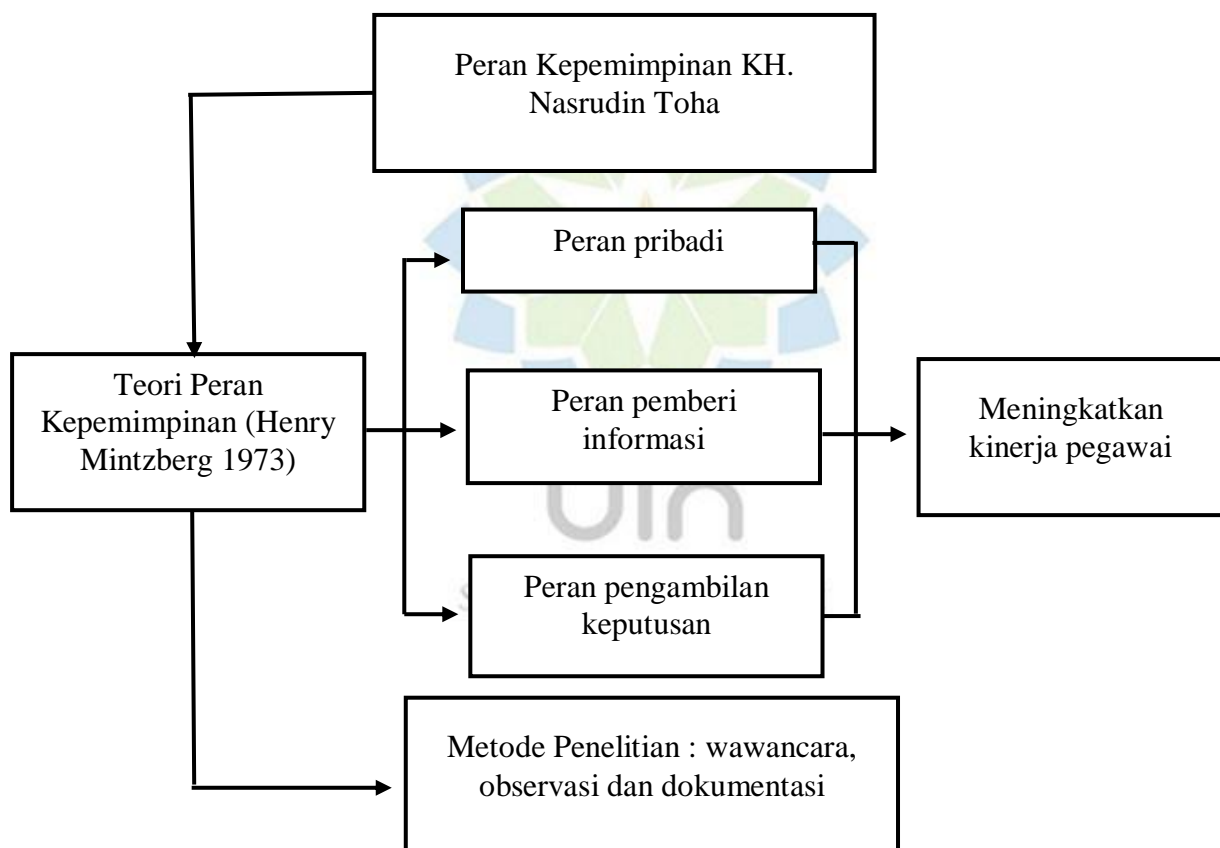 Peran Kepemimpinan KH.
Nasrudin Toha
Peran pribadi
Teori Peran
Kepemimpinan (Henry
Mintzberg 1973)
Peran pemberi
informasi
Meningkatkan
kinerja pegawai
uin
Peran pengambilan
keputusan
Metode Penelitian : wawancara,
observasi dan dokumentasi